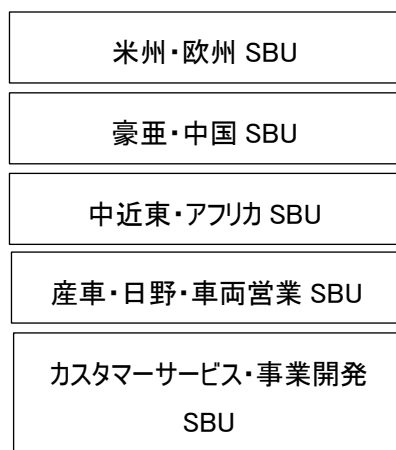 米州・欧州 SBU
豪亜・中国 SBU
中近東・アフリカ SBU
産車・日野・車両営業 SBU
カスタマーサービス・事業開発
SBU